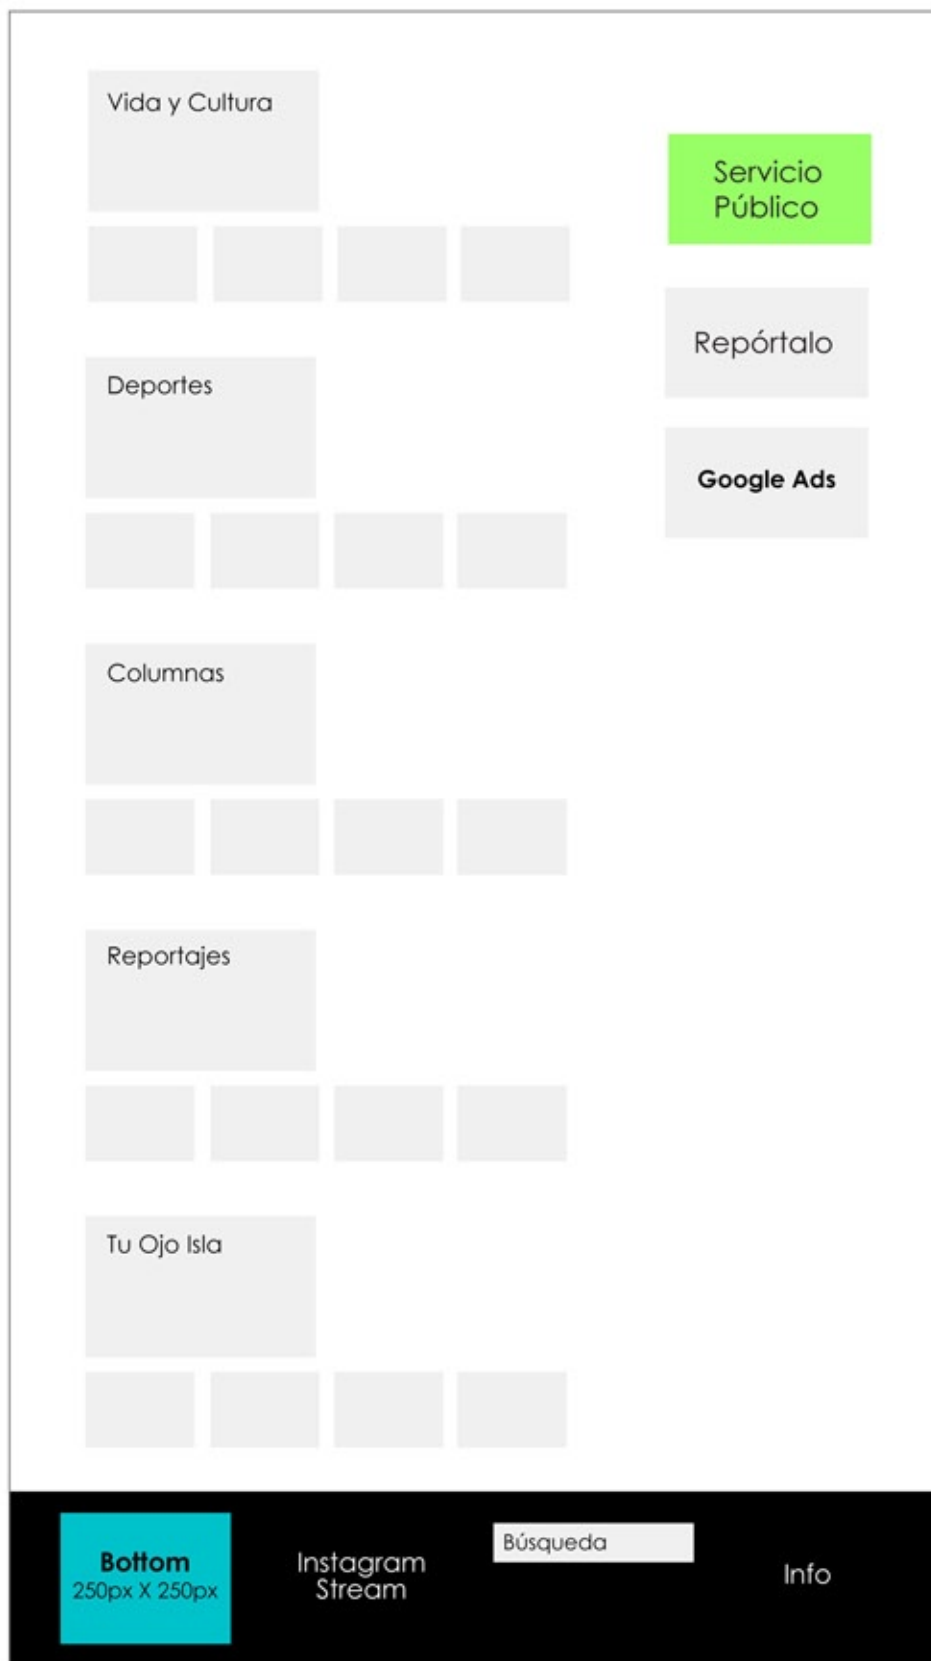 Vida y Cultura
Servicio
Público
Repórtalo
Deportes
Google Ads
Columnas
Reportajes
Tu Ojo Isla
Bottom
250px X 250px
Instagram
Stream
Búsqueda
Info